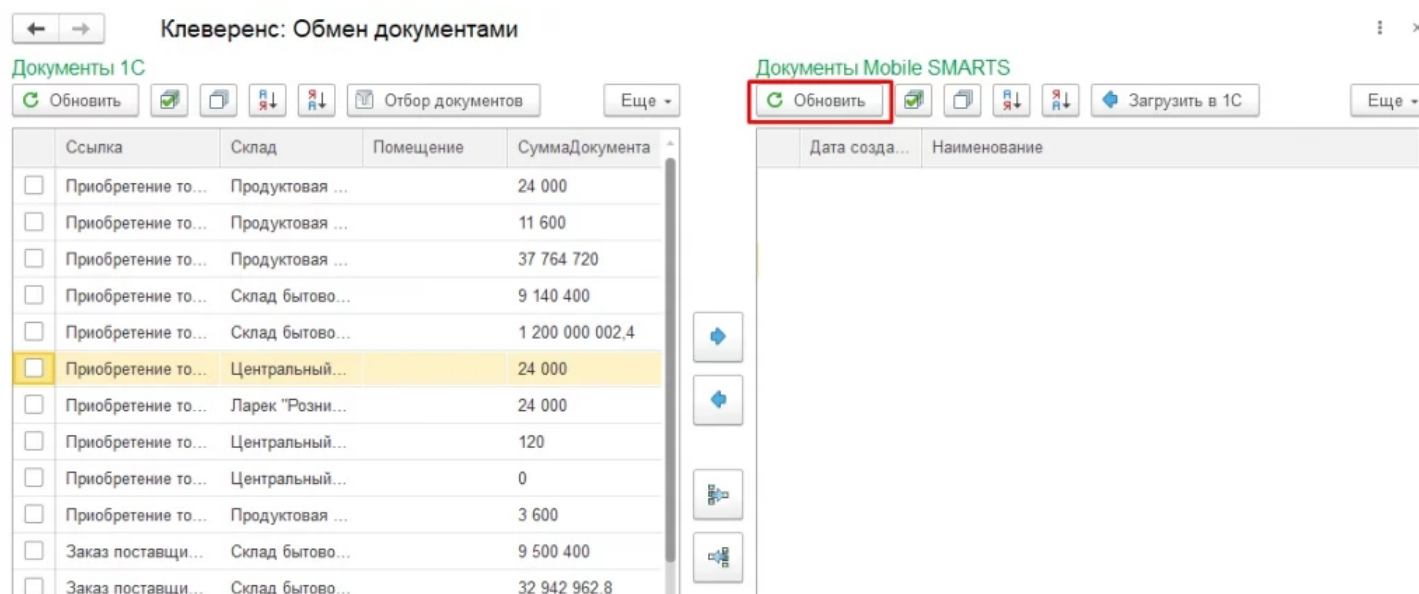 Клеверенс: Обмен документами
Документы 1С
Обновить Отбор документов Еще
Ссылка Склад Помещение СуммаДокумента
Приобретение то... Продуктовая ... 24 000
Приобретение то... Продуктовая ... 11 600
Приобретение то... Продуктовая ... 37 764 720
Приобретение то... Склад бытово... 9 140 400
Приобретение то... Склад бытово... 1 200 000 002,4
Приобретение то... Центральный... 24 000
Приобретение то... Ларек "Розни... 24 000
Приобретение то... Центральный... 120
Приобретение то... Центральный... 0
Приобретение то... Продуктовая ... 3 600
Заказ поставщи... Склад бытово... 9 500 400
Заказ поставщи... Склад бытово... 32 942 962,8
Документы Mobile SMARTS
Обновить Загрузить в 1С Еще
Дата созда... Наименование